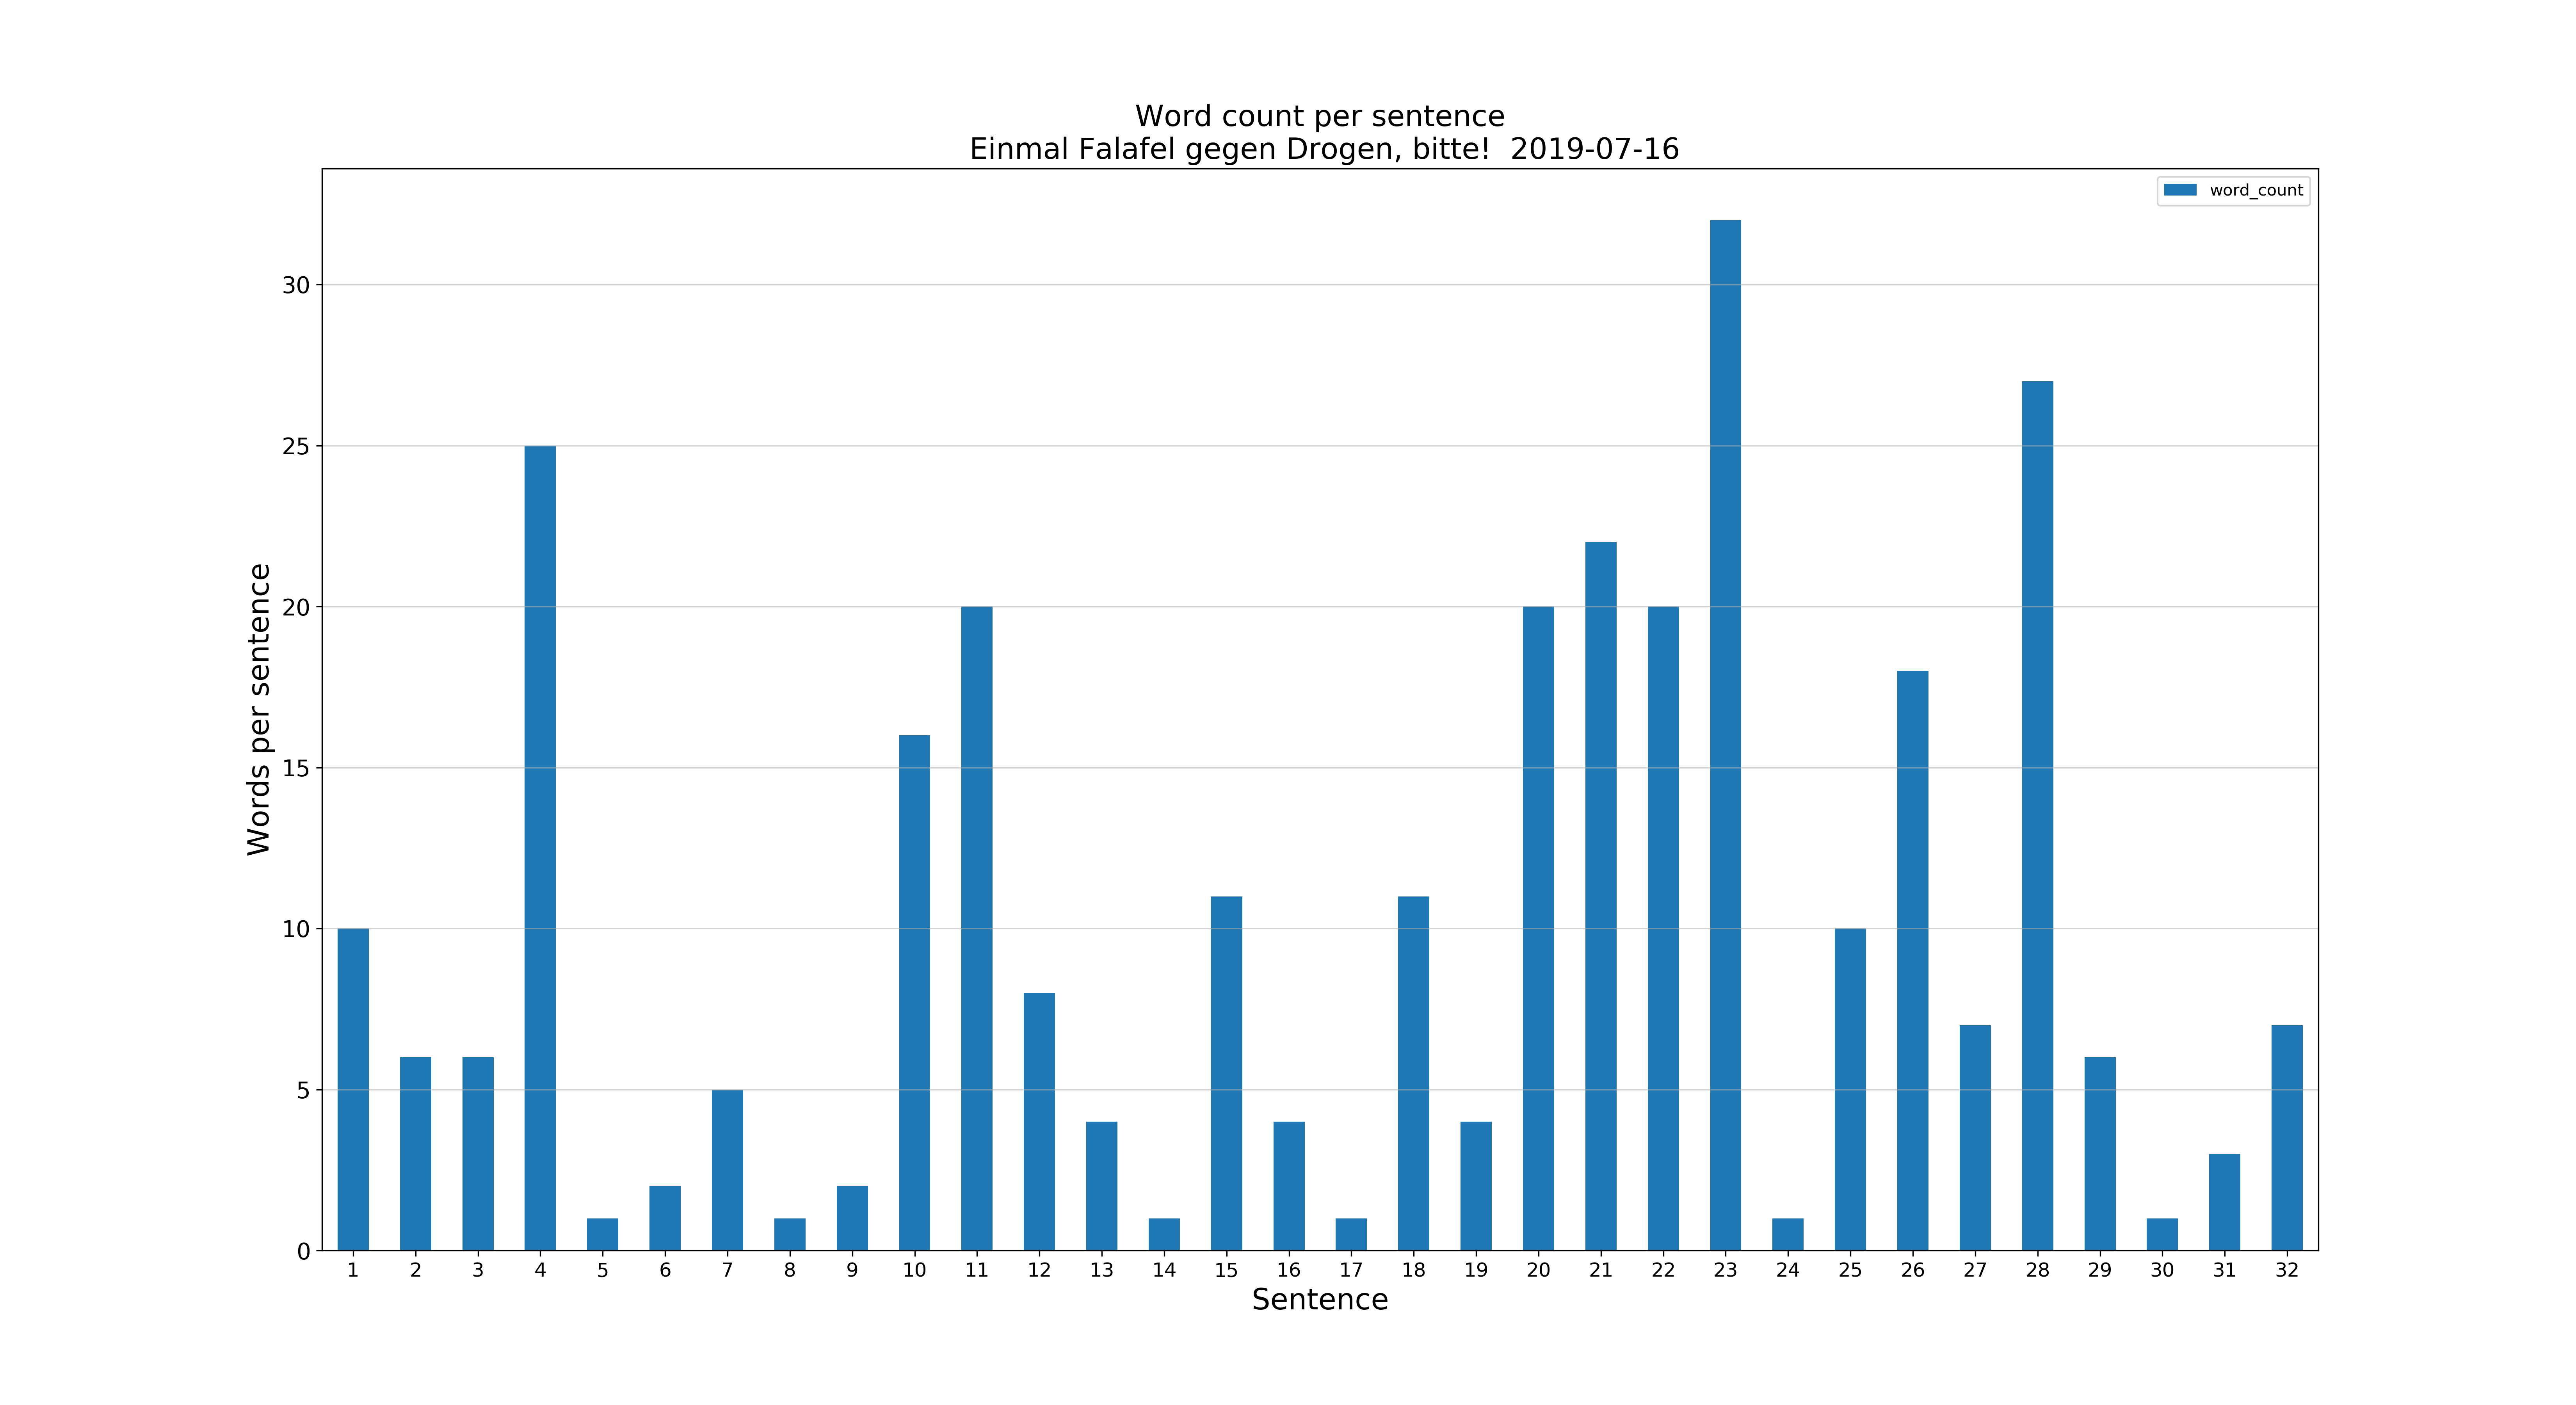 Word count per sentence
Einmal Falafel gegen Drogen, bitte!  2019-07-16
word_count
30
25
20
15
10
5
0
Words per sentence
1 2 3 4 5 6 7 8 9 10 11 12 13 14 15 16 17 18 19 20 21 22 23 24 25 26 27 28 29 30 31 32
Sentence